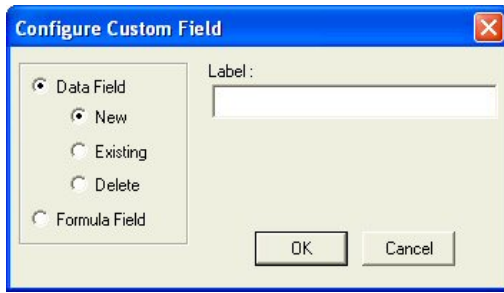 Configure Custom Field
Data Field
New
Existing
Delete
Formula Field
Label :
OK
Cancel